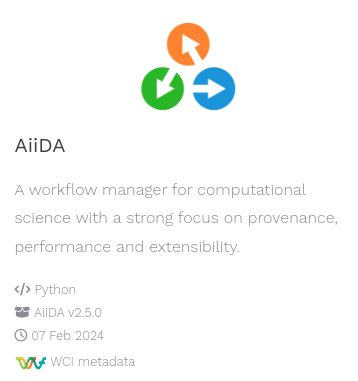 AiiDA
A workflow manager for computational
science with a strong focus on provenance,
performance and extensibility.
Python
AiiDA v2.5.0
07 Feb 2024
WCI metadata